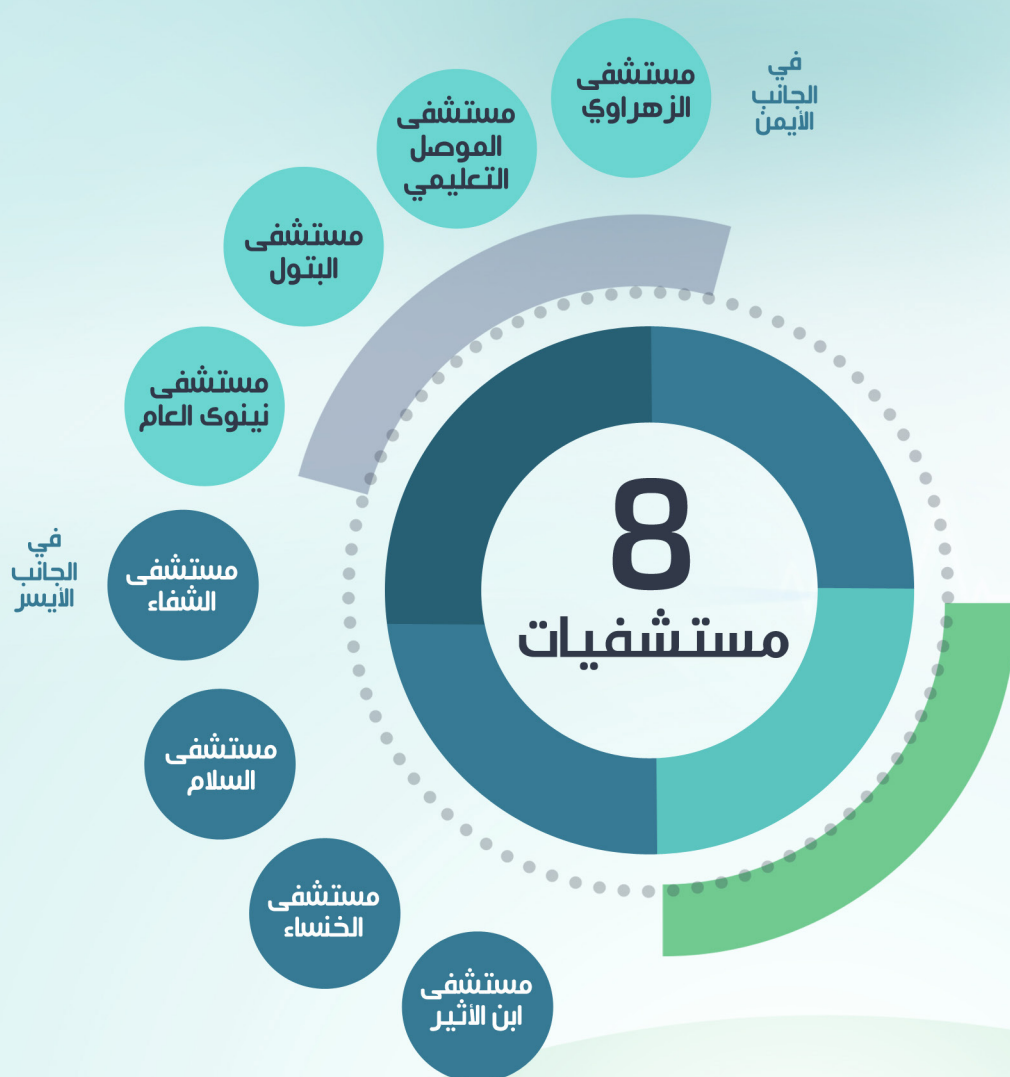 في
الجانب
الأيمن
مستشفى
الزهراوي
مستشفى
الموصل
التعليمي
مستشفى
البتول
مستشفى
نينوى العام
في
الجانب
الأيسر
مستشفى
الشفاء
مستشفى
السلام
مستشفى
الخنساء
مستشفى
ابن الأثير
8
مستشفيات